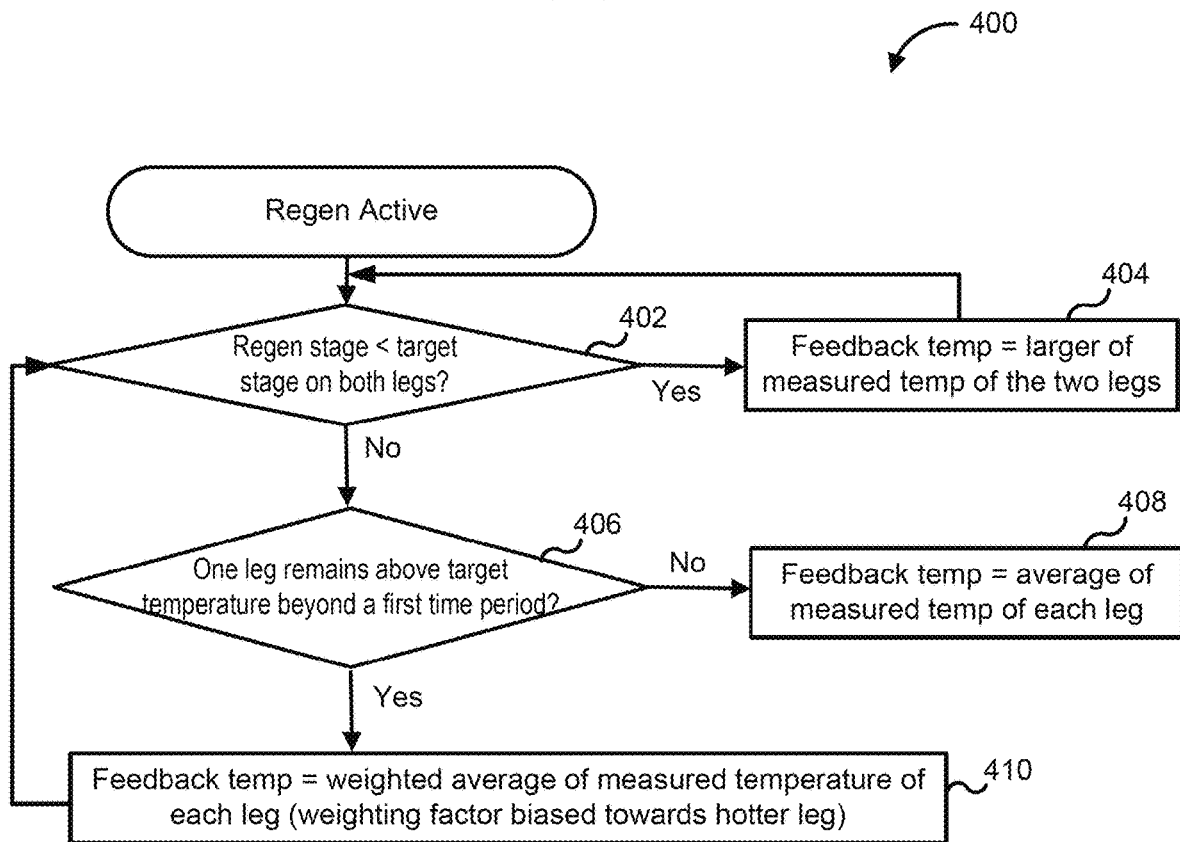 400
Regen Active
402
Regen stage < target
stage on both legs?
Yes
404
Feedback temp = larger of
measured temp of the two legs
No
406
One leg remains above target
temperature beyond a first time period?
No
408
Feedback temp = average of
measured temp of each leg
Yes
Feedback temp = weighted average of measured temperature of
each leg (weighting factor biased towards hotter leg)
410